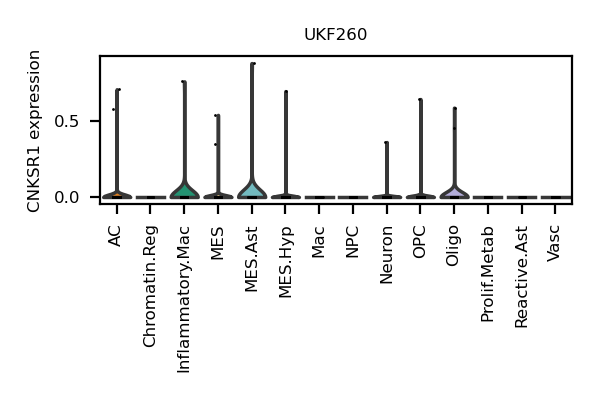 UKF260
CNKSR1 expression
0.5
0.0
AC
Chromatin.Reg
Inflammatory.Mac
MES
MES.Ast
MES.Hyp
Mac
NPC
Neuron
OPC
Oligo
Prolif.Metab
Reactive.Ast
Vasc